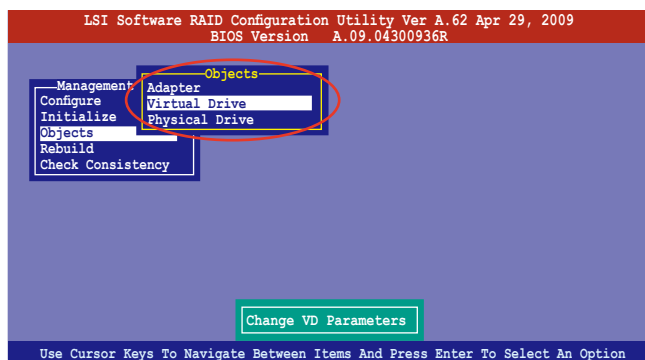 LSI Software RAID Configuration Utility Ver A.62 Apr 29, 2009
BIOS Version A.09.04300936R
Management
Configure
Initialize
Objects
Rebuild
Check Consistency
Objects
Adapter
Virtual Drive
Physical Drive
Change VD Parameters
Use Cursor Keys To Navigate Between Items And Press Enter To Select An Option